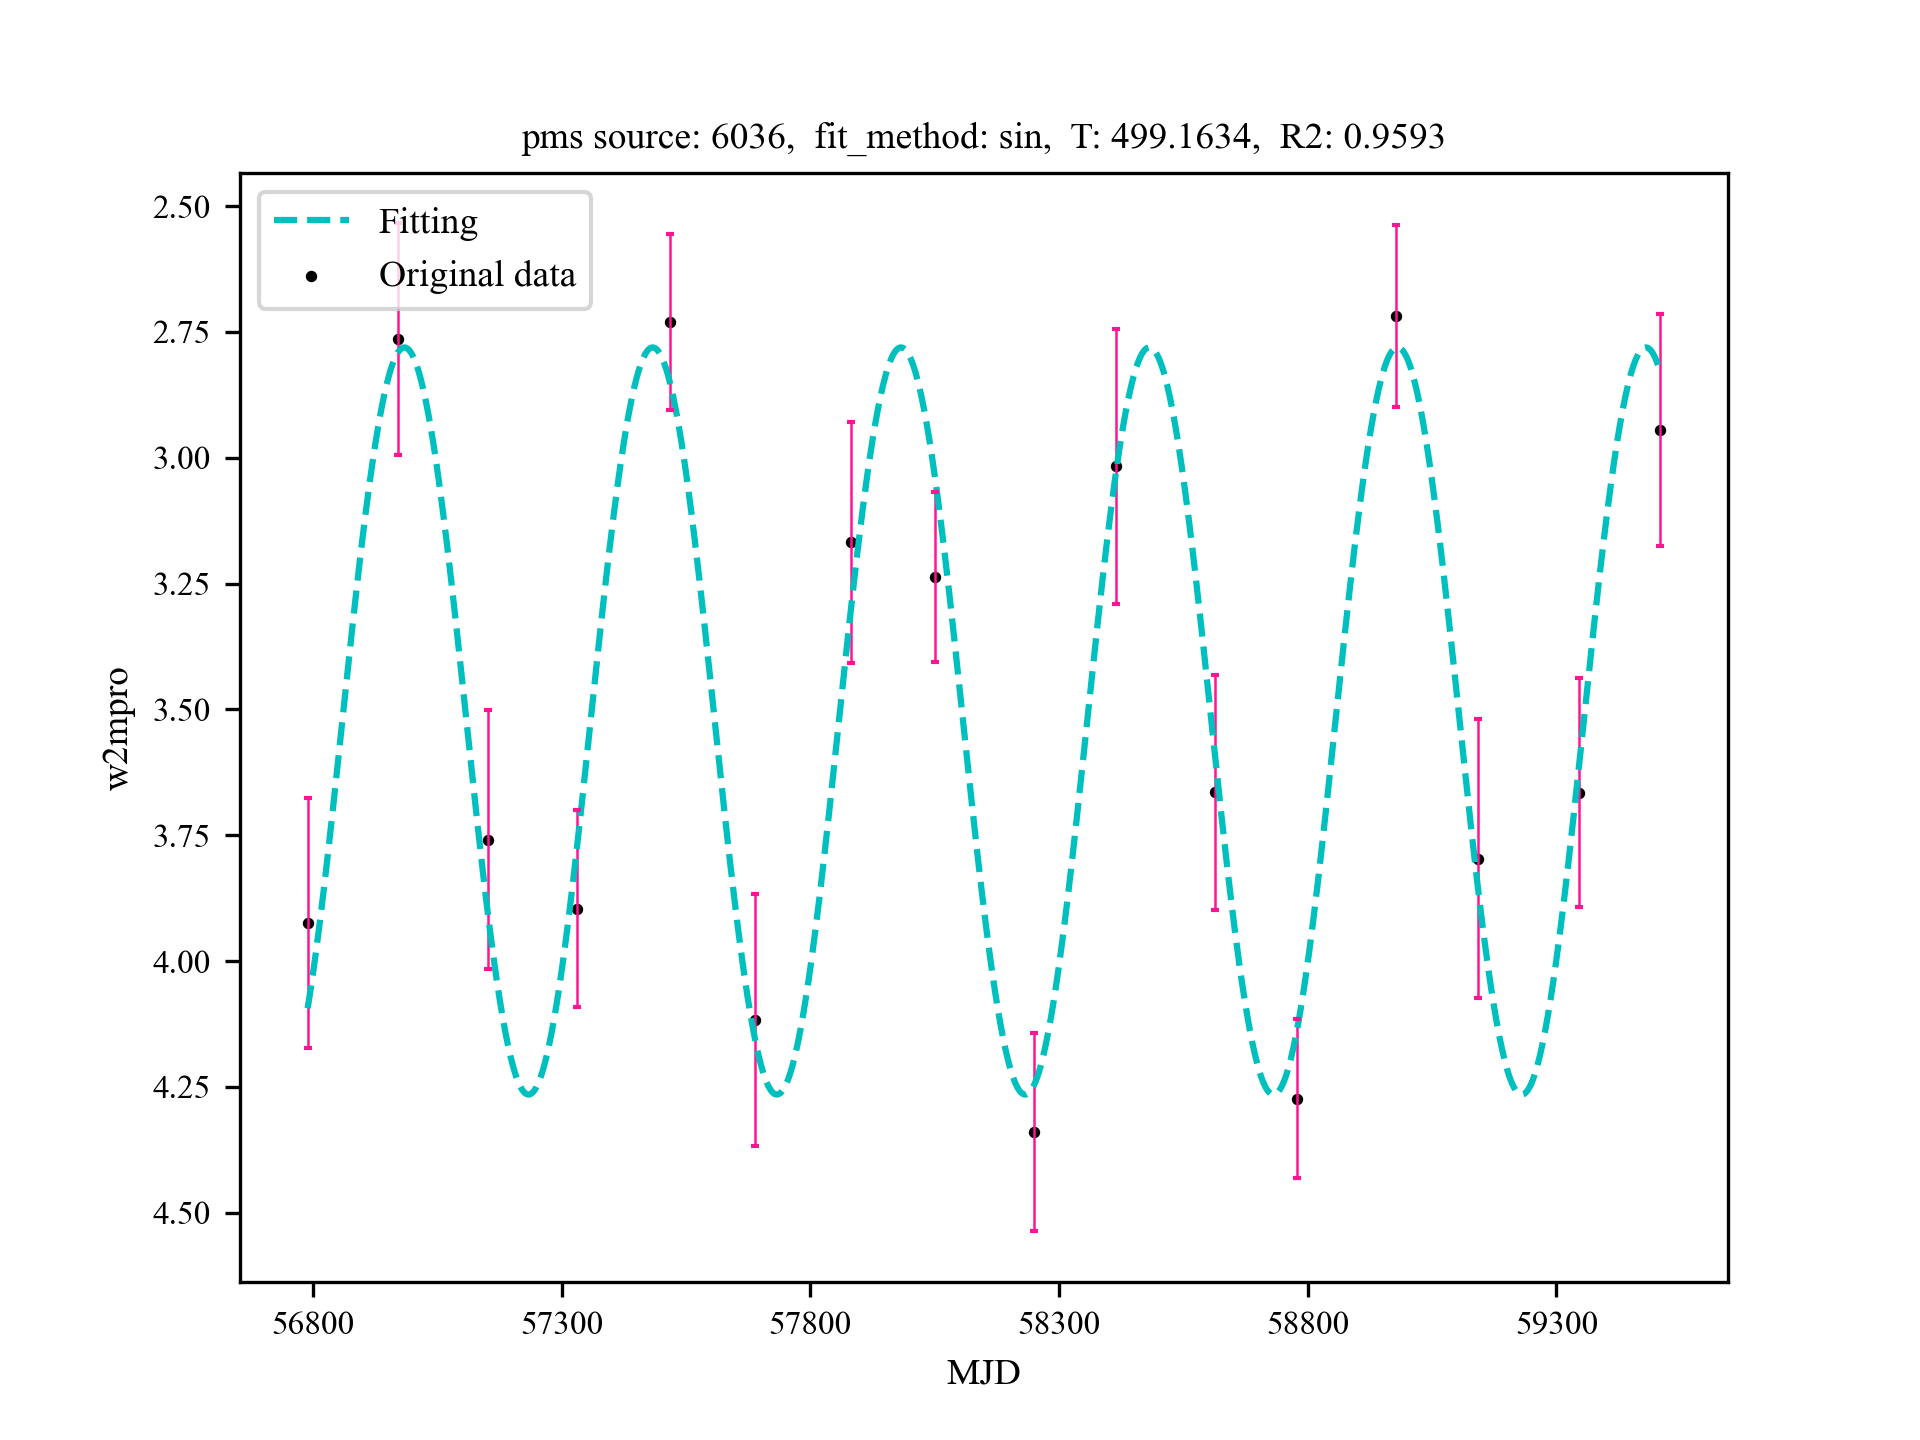 pms source: 6036,  fit_method: sin,  T: 499.1634,  R2: 0.9593
Fitting
Original data
2.50
2.75
3.00
3.25
3.50
3.75
4.00
4.25
4.50
w2mpro
56800 57300 57800 58300 58800 59300
MJD